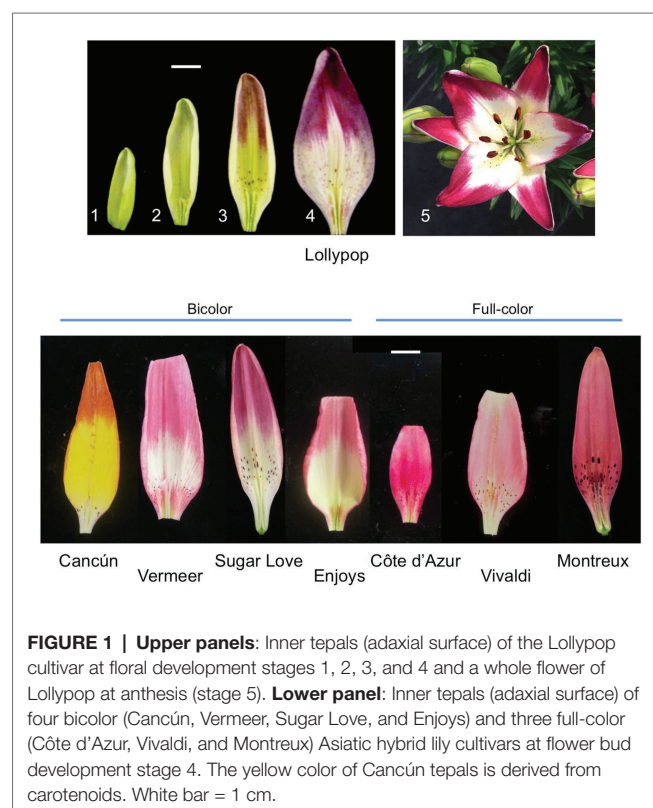 1
2
3
4
5
Lollypop
Bicolor
Full-color
Cancún
Vermeer
Sugar Love
Enjoys
Côte d’Azur
Vivaldi
Montreux
FIGURE 1 | Upper panels: Inner tepals (adaxial surface) of the Lollypop
cultivar at floral development stages 1, 2, 3, and 4 and a whole flower of
Lollypop at anthesis (stage 5). Lower panel: Inner tepals (adaxial surface) of
four bicolor (Cancún, Vermeer, Sugar Love, and Enjoys) and three full-color
(Côte d’Azur, Vivaldi, and Montreux) Asiatic hybrid lily cultivars at flower bud
development stage 4. The yellow color of Cancún tepals is derived from
carotenoids. White bar = 1 cm.